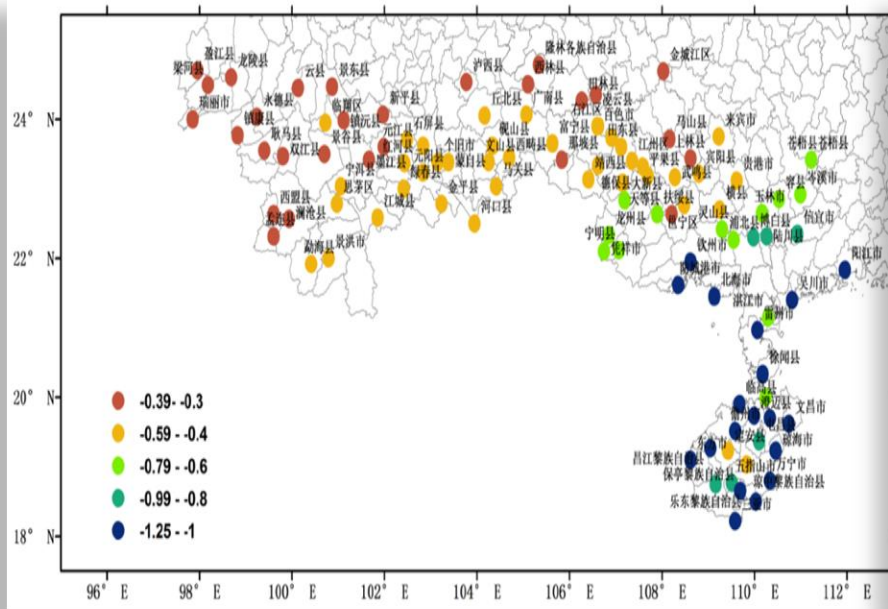 隆林各族自治县
盈江县
梁河县
龙陵县
云县
景东县
泸西县
西林县
金城江区
田林县
凌云县
瑞丽市
永德县
临翔区
新平县
丘北县
广南县
右江区
百色市
镇康县
镇沅县
元江县
石屏县
砚山县
富宁县
田东县
马山县
来宾市
耿马县
双江县
景谷县
红河县
个旧市
文山县
西畴县
那坡县
江州区
上林县
宾阳县
苍梧县
苍梧县
墨江县
元阳县
蒙自县
马关县
靖西县
平果县
武鸣县
贵港市
宁洱县
思茅区
绿春县
金平县
德保县
大新县
岑溪市
容县
西盟县
澜沧县
江城县
河口县
天等县
扶绥县
横县
玉林市
孟连县
龙州县
邕宁区
灵山县
浦北县
博白县
信宜市
勐海县
景洪市
宁明县
凭祥市
钦州市
陆川县
防城港市
北海市
阳江市
湛江市
吴川市
雷州市
徐闻县
临高县
澄迈县
文昌市
定安县
琼海市
昌江黎族自治县
五指山市
万宁市
保亭黎族自治县
乐东黎族自治县
24° N
22° N
20° N
18° N
-0.39- -0.3
-0.59 - -0.4
-0.79 - -0.6
-0.99 - -0.8
-1.25 - -1
96° E 98° E 100° E 102° E 104° E 106° E 108° E 110° E 112° E